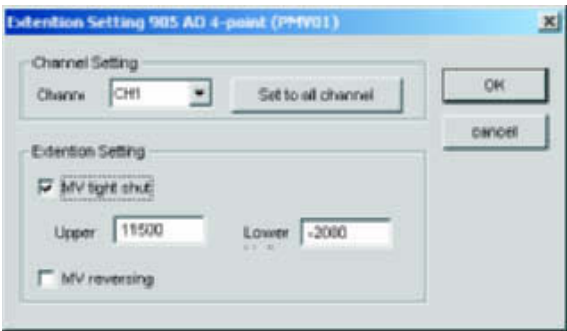 Extention Setting 905 AO 4-point (PMV01)
Channel Setting
Channe CH1 Set to all channel
OK
cancel
Extention Setting
MV tight shut
Upper 11500 Lower -2000
MV reversing